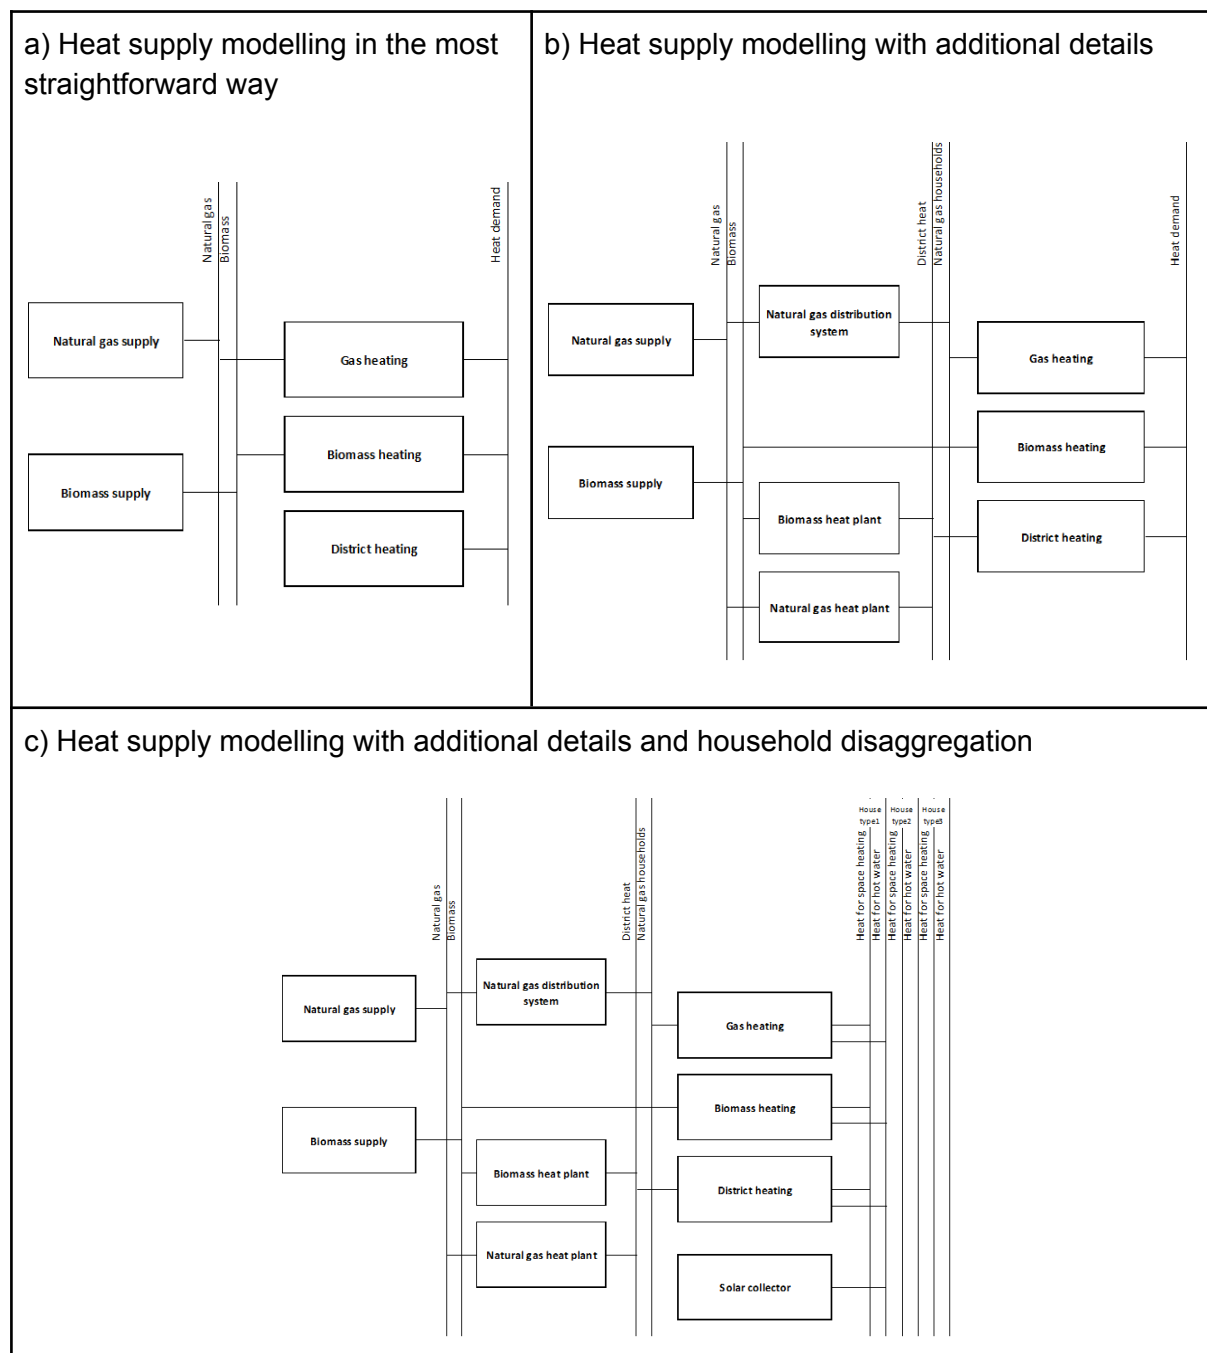 a) Heat supply modelling in the most
straightforward way
Natural gas
Biomass
Heat demand
Natural gas supply
Gas heating
Biomass heating
Biomass supply
District heating
b) Heat supply modelling with additional details
Natural gas
Biomass
District heat
Natural gas households
Heat demand
Natural gas distribution
system
Natural gas supply
Gas heating
Biomass heating
Biomass supply
Biomass heat plant
District heating
Natural gas heat plant
c) Heat supply modelling with additional details and household disaggregation
House
type1
House
type2
House
type3
Natural gas
Biomass
District heat
Natural gas households
Heat for space heating
Heat for hot water
Heat for space heating
Heat for hot water
Heat for space heating
Heat for hot water
Natural gas distribution
system
Natural gas supply
Gas heating
Biomass heating
Biomass supply
Biomass heat plant
District heating
Natural gas heat plant
Solar collector